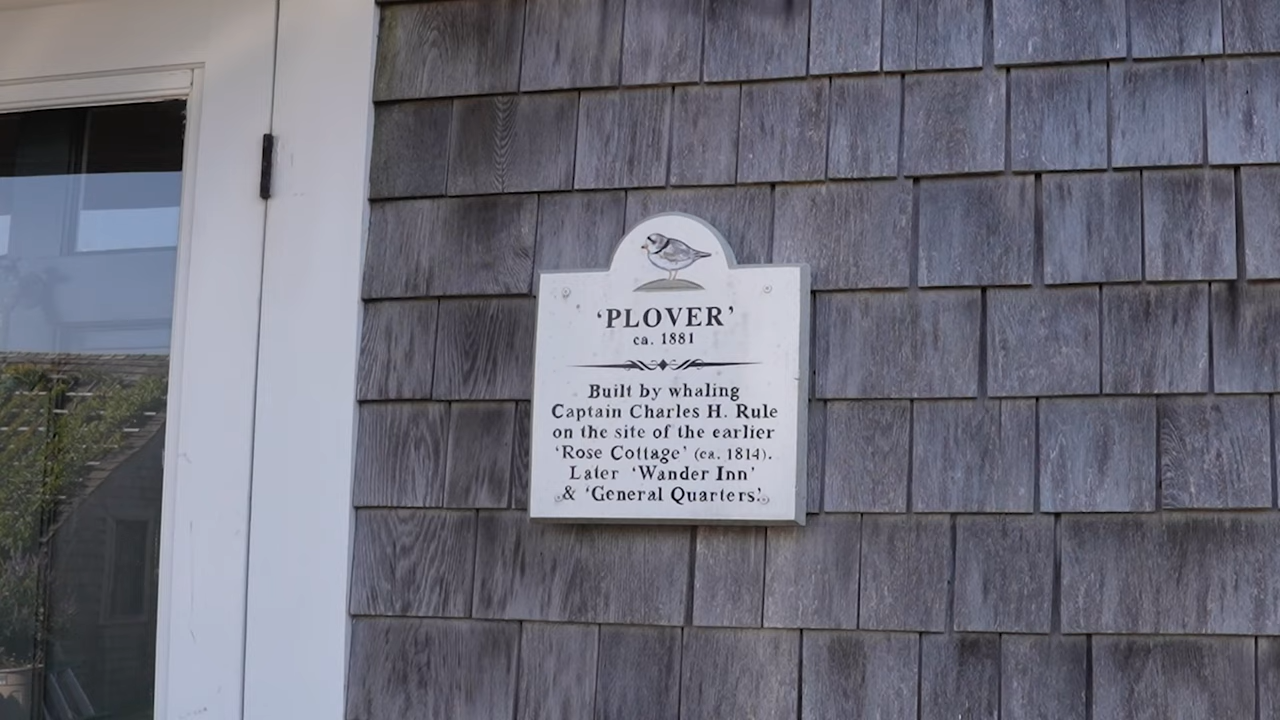 ‘PLOVER’
ca. 1881
Built by whaling
Captain Charles H. Rule
on the site of the earlier
‘Rose Cottage’ (ca. 1814).
Later ‘Wander Inn’
& ‘General Quarters’.